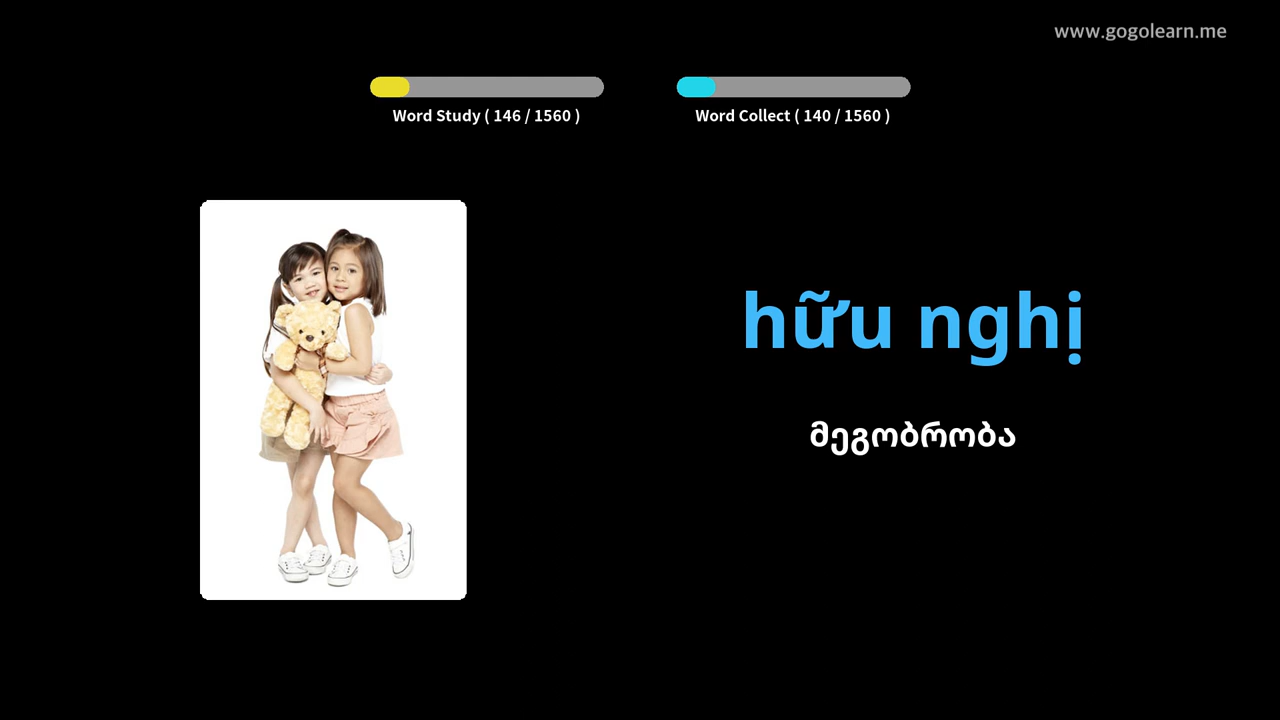 www.gogolearn.me
Word Study ( 146 / 1560 )
Word Collect ( 140 / 1560 )
hữu nghị
მეგობრობა